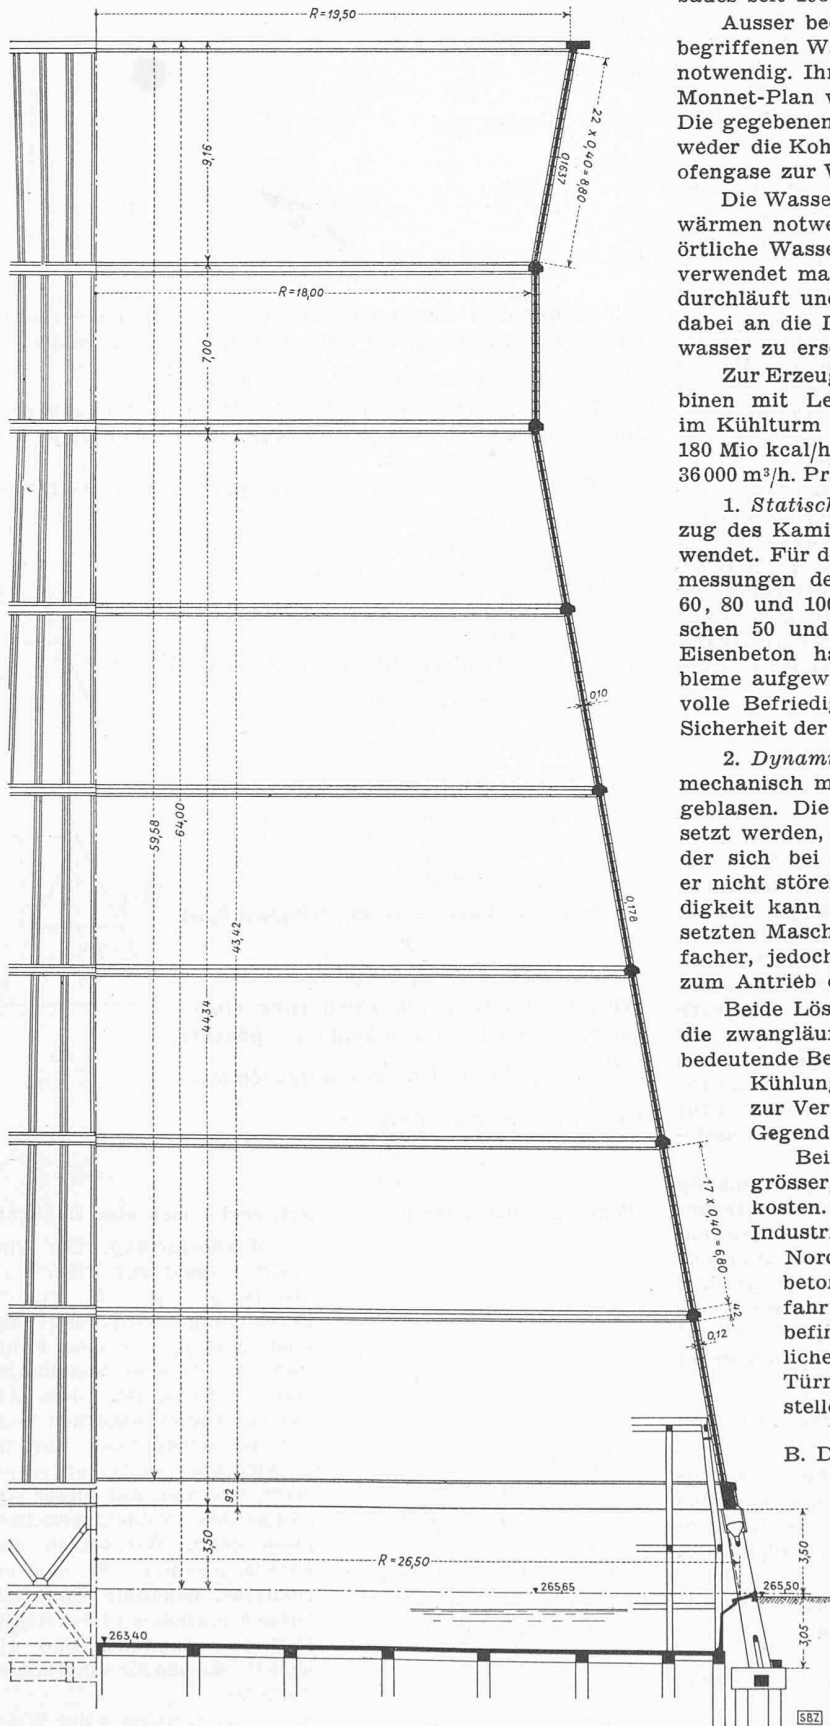 R=19,50
9,16
22 x 0,40 = 8,80
0,1637
R=18,00
7,00
0,10
59,58
64,00
43,42
44,34
0,178
17 x 0,40 = 6,80
42
0,12
92
3,50
R=26,50
265,65
265,50
3,50
3,05
263,40
SBZ
Ausser be
begriffenen W
notwendig. Ih
Monnet-Plan v
Die gegebenen
weder die Koh
ofengase zur V
Die Wasse
wärmen notwe
örtliche Wasse
verwendet ma
durchläuft und
dabei an die
wasser zu ers
Zur Erzeug
binen mit Le
im Kühlturm
180 Mio kcal/h
36000 m³/h. Pr
1. Statisch
zug des Kami
wendet. Für d
messungen de
60, 80 und 100
schen 50 und
Eisenbeton ha
bleme aufgew
volle Befriedig
Sicherheit der
2. Dynami
mechanisch m
geblasen. Die
setzt werden,
der sich bei
er nicht störe
digkeit kann
setzten Masch
facher, jedoch
zum Antrieb
Beide Lös
die zwangläu
bedeutende Be
Kühlung
zur Ver
Gegend
Bei
grösser,
kosten.
Industri
Nord
beton
fahr
befin
liche
Türm
stelle
B. D